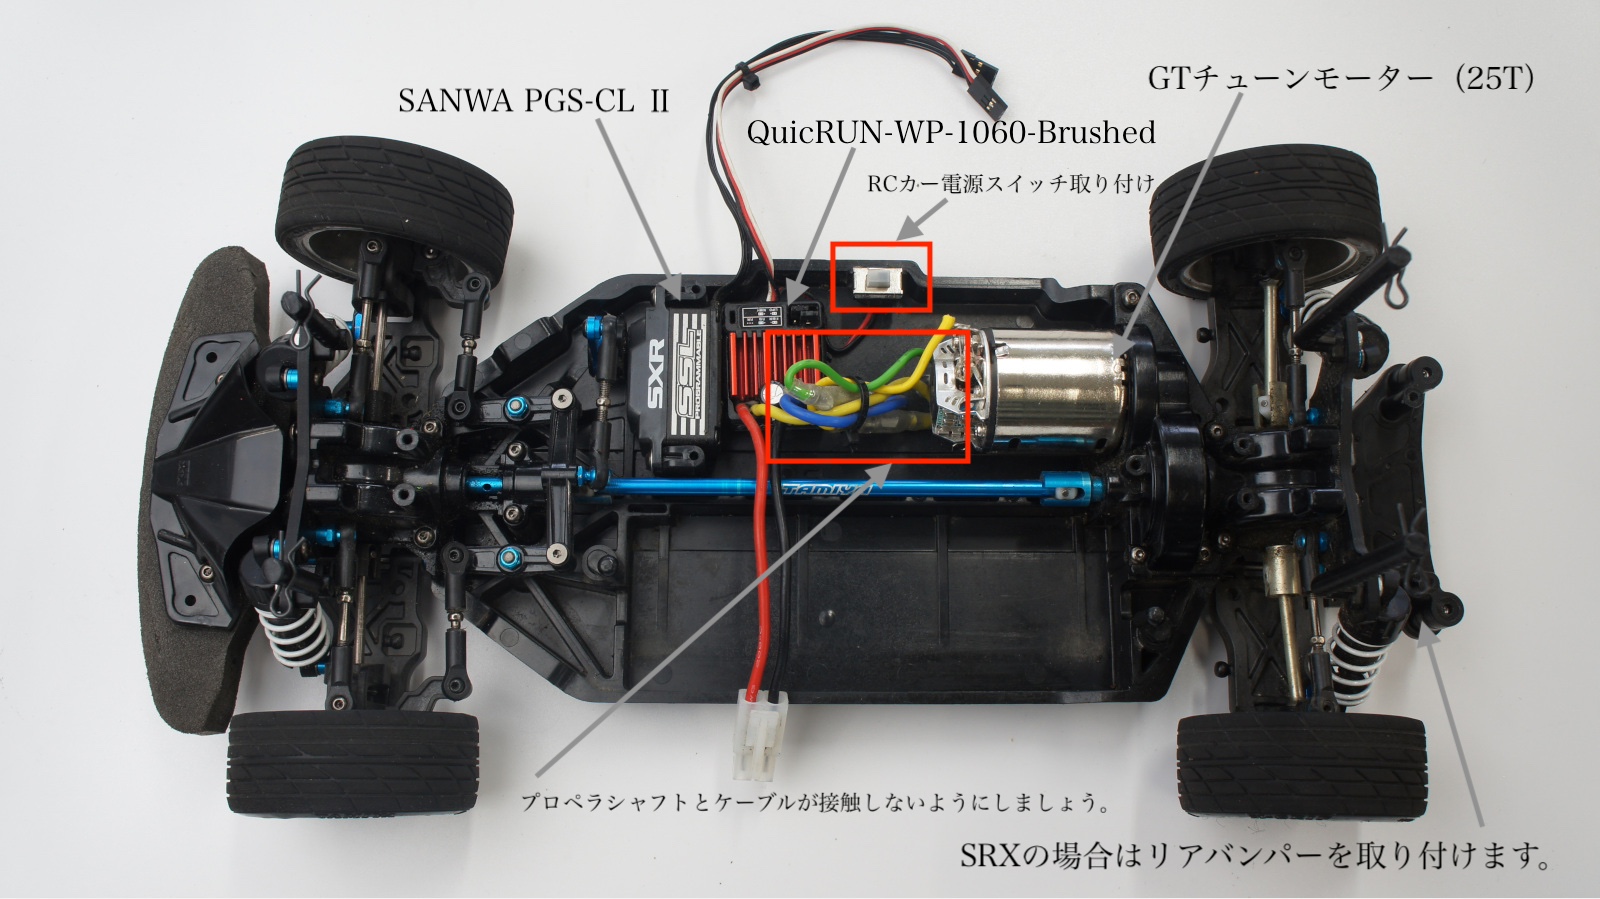 GTチューンモーター（25T）
SANWA PGS-CL Ⅱ
QuicRUN-WP-1060-Brushed
RCカー電源スイッチ取り付け
SXR
SSL
PROGRAMMABLE
TAMIYA
プロペラシャフトとケーブルが接触しないようにしましょう。
SRXの場合はリアバンパーを取り付けます。